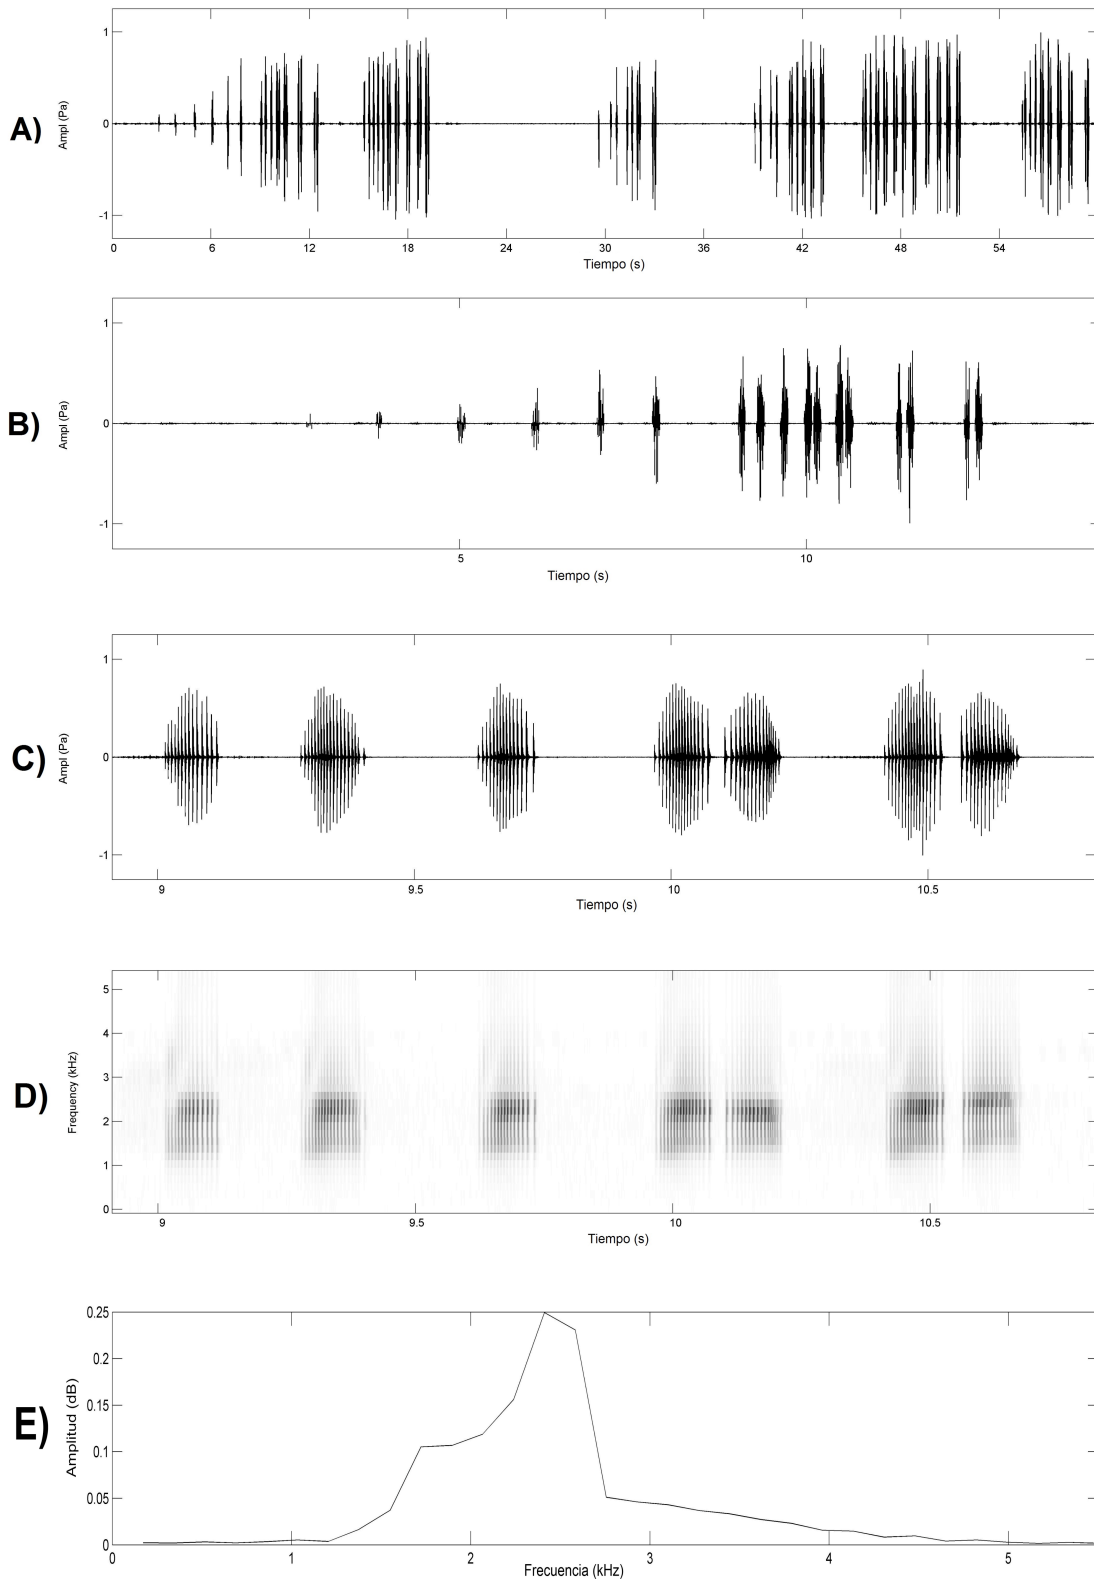 A)
Ampl (Pa)
1
0
-1
0 6 12 18 24 30 36 42 48 54
Tiempo (s)
B)
Ampl (Pa)
1
0
-1
5 10
Tiempo (s)
C)
Ampl (Pa)
1
0
-1
9 9.5 10 10.5
Tiempo (s)
D)
Frequency (kHz)
5
4
3
2
1
0
9 9.5 10 10.5
Tiempo (s)
E)
Amplitud (dB)
0.25
0.2
0.15
0.1
0.05
0
0 1 2 3 4 5
Frecuencia (kHz)